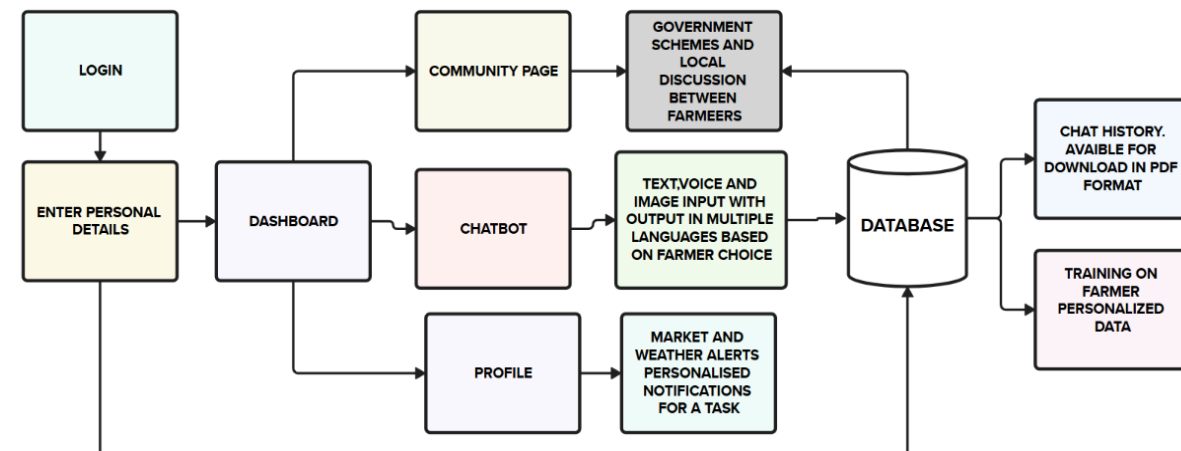 LOGIN
ENTER PERSONAL
DETAILS
DASHBOARD
COMMUNITY PAGE
GOVERNMENT
SCHEMES AND
LOCAL
DISCUSSION
BETWEEN
FARMEERS
CHATBOT
TEXT,VOICE AND
IMAGE INPUT WITH
OUTPUT IN MULTIPLE
LANGUAGES BASED
ON FARMER CHOICE
PROFILE
MARKET AND
WEATHER ALERTS
PERSONALISED
NOTIFICATIONS
FOR A TASK
DATABASE
CHAT HISTORY.
AVAIBLE FOR
DOWNLOAD IN PDF
FORMAT
TRAINING ON
FARMER
PERSONALIZED
DATA